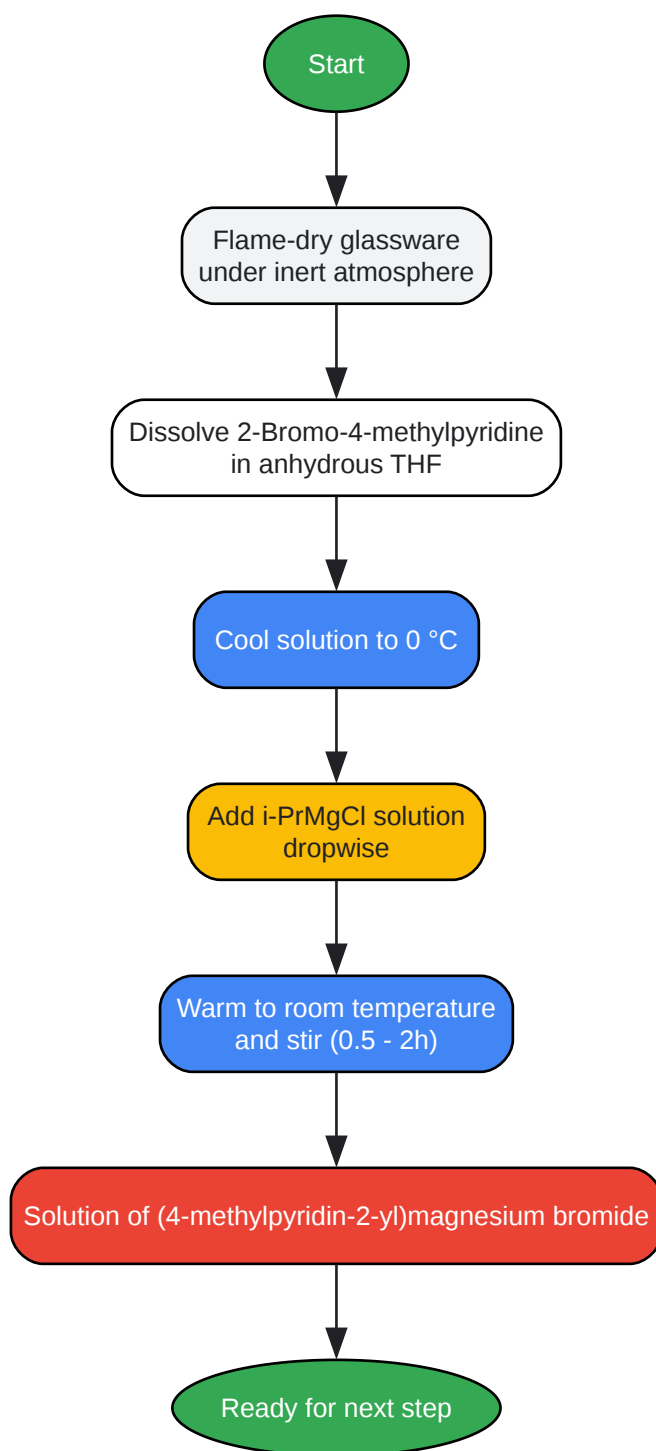 Start
Flame-dry glassware
under inert atmosphere
Dissolve 2-Bromo-4-methylpyridine
in anhydrous THF
Cool solution to 0 °C
Add i-PrMgCl solution
dropwise
Warm to room temperature
and stir (0.5 - 2h)
Solution of (4-methylpyridin-2-yl)magnesium bromide
Ready for next step